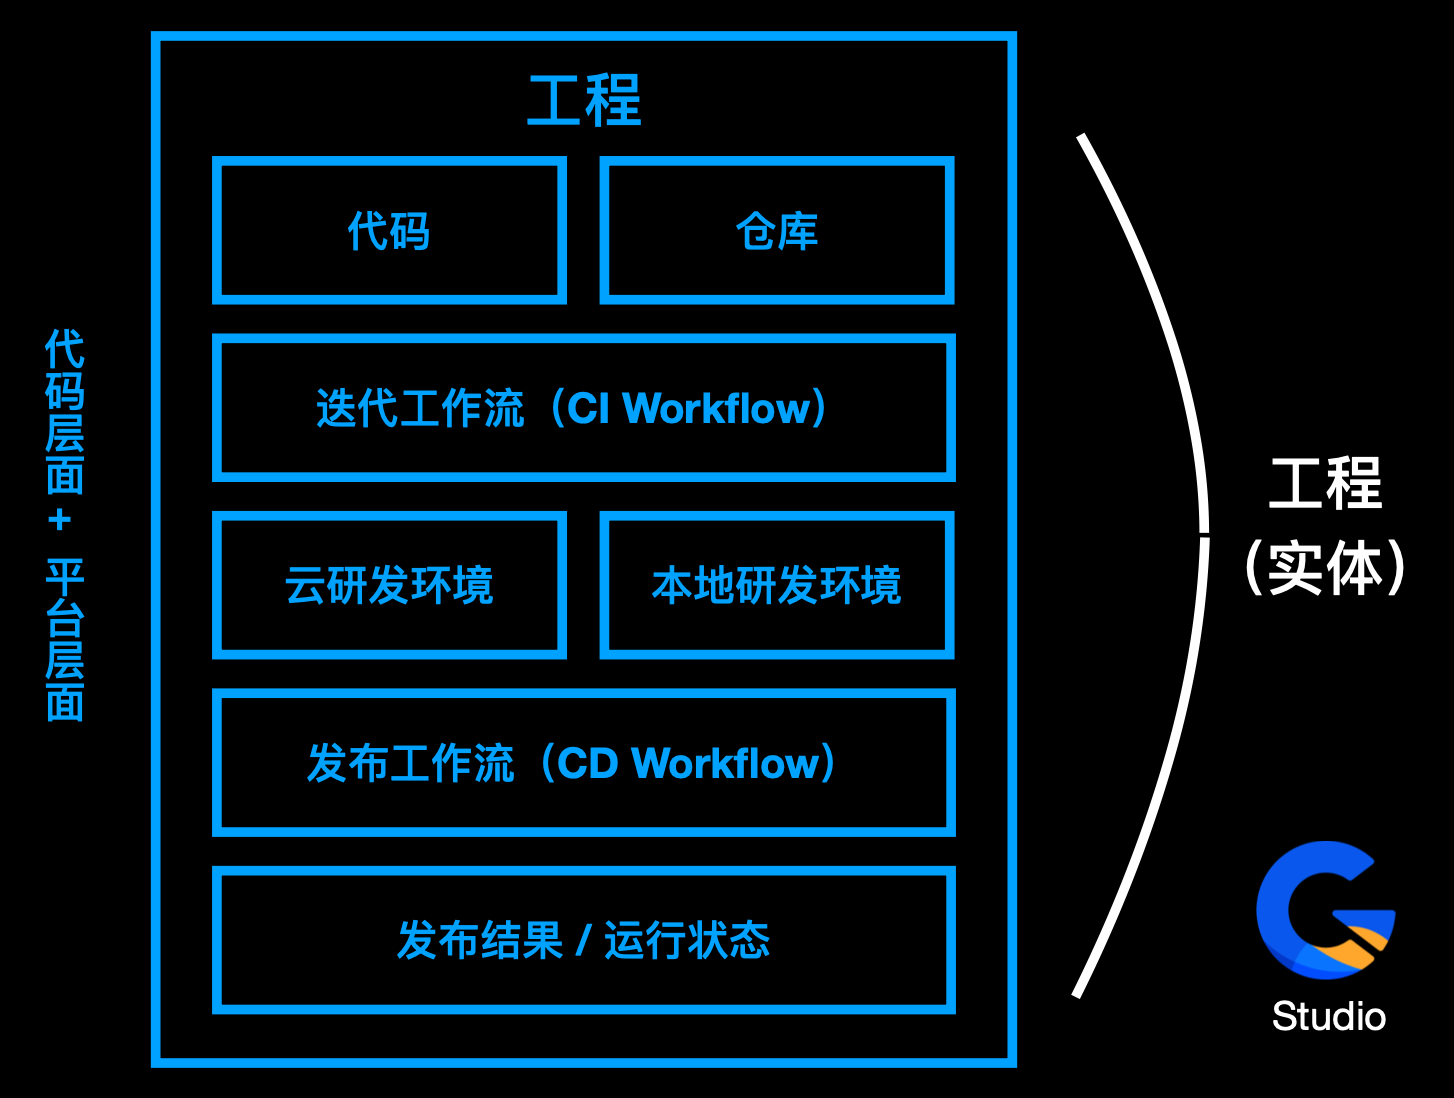 工程
代码
仓库
迭代工作流（CI Workflow）
云研发环境
本地研发环境
发布工作流（CD Workflow）
发布结果 / 运行状态
代码层面 + 平台层面
工程
（实体）
Studio